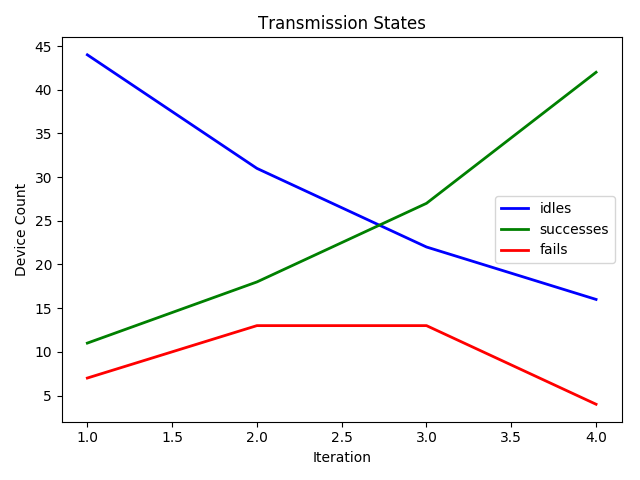 Transmission States
45
40
35
30
25
20
15
10
5
Device Count
idles
successes
fails
1.0 1.5 2.0 2.5 3.0 3.5 4.0
Iteration